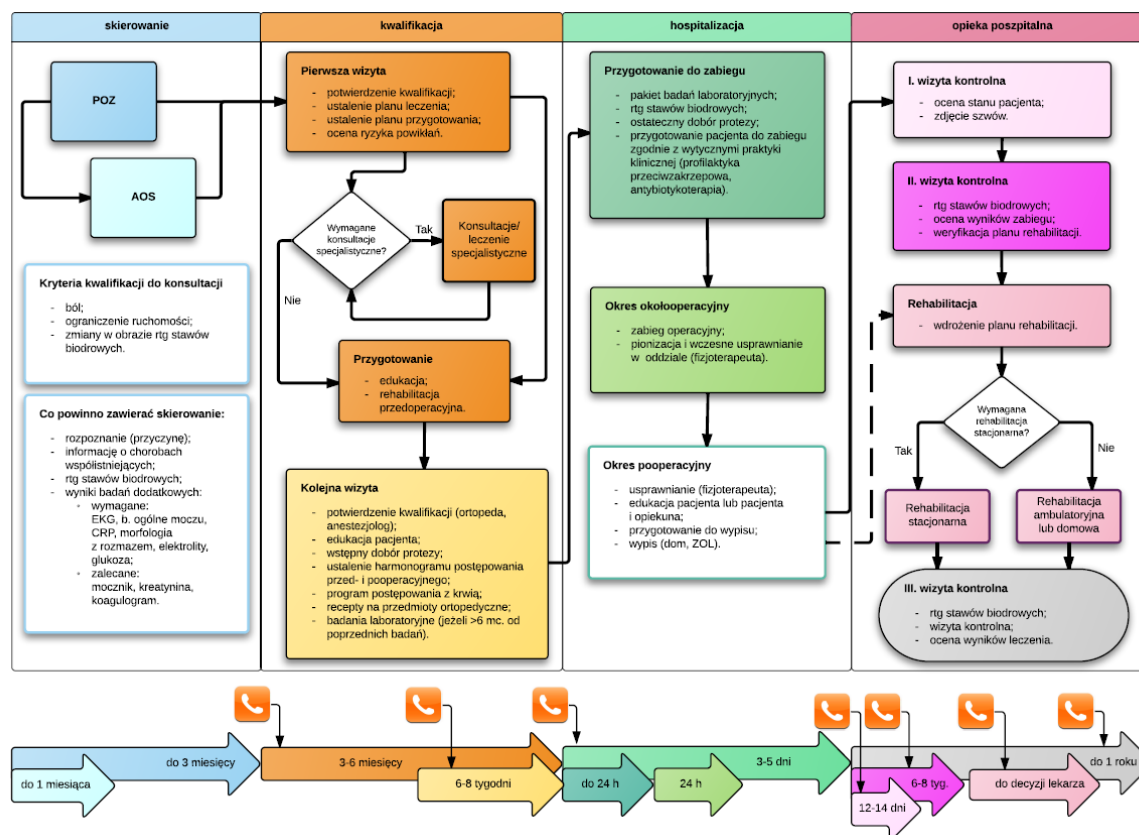 skierowanie
kwalifikacja
hospitalizacja
opieka poszpitalna
POZ
AOS
Kryteria kwalifikacji do konsultacji
- ból;
- ograniczenie ruchomości;
- zmiany w obrazie rtg stawów
biodrowych.
Co powinno zawierać skierowanie:
- rozpoznanie (przyczynę);
- informację o chorobach
współistniejących;
- rtg stawów biodrowych;
- wyniki badań dodatkowych:
• wymagane:
EKG, b. ogólne moczu,
CRP, morfologia
z rozmazem, elektrolity,
glukoza;
• zalecane:
mocznik, kreatynina,
koagulogram.
Pierwsza wizyta
- potwierdzenie kwalifikacji;
- ustalenie planu leczenia;
- ustalenie planu przygotowania;
- ocena ryzyka powikłań.
Wymagane
konsultacje
specjalistyczne?
Tak
Konsultacje/
leczenie
specjalistyczne
Nie
Przygotowanie
- edukacja;
- rehabilitacja
przedoperacyjna.
Kolejna wizyta
- potwierdzenie kwalifikacji (ortopeda,
anestezjolog);
- edukacja pacjenta;
- wstępny dobór protezy;
- ustalenie harmonogramu postępowania
przed- i pooperacyjnego;
- program postępowania z krwią;
- recepty na przedmioty ortopedyczne;
- badania laboratoryjne (jeżeli >6 mc. od
poprzednich badań).
Przygotowanie do zabiegu
- pakiet badań laboratoryjnych;
- rtg stawów biodrowych;
- ostateczny dobór protezy;
- przygotowanie pacjenta do zabiegu
zgodnie z wytycznymi praktyki
klinicznej (profilaktyka
przeciwzakrzepowa,
antybiotykoterapia).
Okres okołooperacyjny
- zabieg operacyjny;
- pionizacja i wczesne usprawnianie
w oddziale (fizjoterapeuta).
Okres pooperacyjny
- usprawnianie (fizjoterapeuta);
- edukacja pacjenta lub pacjenta
i opiekuna;
- przygotowanie do wypisu;
- wypis (dom, ZOL).
I. wizyta kontrolna
- ocena stanu pacjenta;
- zdjęcie szwów.
II. wizyta kontrolna
- rtg stawów biodrowych;
- ocena wyników zabiegu;
- weryfikacja planu rehabilitacji.
Rehabilitacja
- wdrożenie planu rehabilitacji.
Wymagana
rehabilitacja
stacjonarna?
Tak
Nie
Rehabilitacja
stacjonarna
Rehabilitacja
ambulatoryjna
lub domowa
III. wizyta kontrolna
- rtg stawów biodrowych;
- wizyta kontrolna;
- ocena wyników leczenia.
do 3 miesięcy
do 1 miesiąca
3-6 miesięcy
6-8 tygodni
3-5 dni
do 24 h
24 h
do 1 roku
6-8 tyg.
do decyzji lekarza
12-14 dni